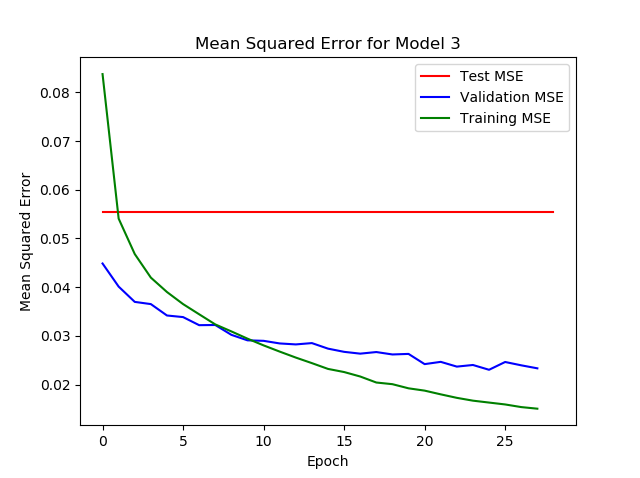 Mean Squared Error for Model 3
Test MSE
Validation MSE
Training MSE
Mean Squared Error
0.08
0.07
0.06
0.05
0.04
0.03
0.02
0
5
10
15
20
25
Epoch